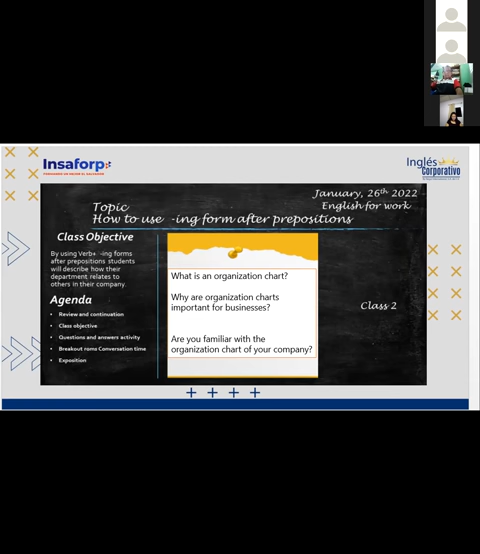 Insaforp
Inglés
Corporativo
January, 26th 2022
English for work
Topic
How to use -ing form after prepositions
Class Objective
By using Verb+ -ing forms
after prepositions students
will describe how their
department relates to
others in their company.
Agenda
Review and continuation
Class objective
Questions and answers activity
Breakout roms Conversation time
Exposition
What is an organization chart?
Why are organization charts
important for businesses?
Are you familiar with the
organization chart of your company?
Class 2